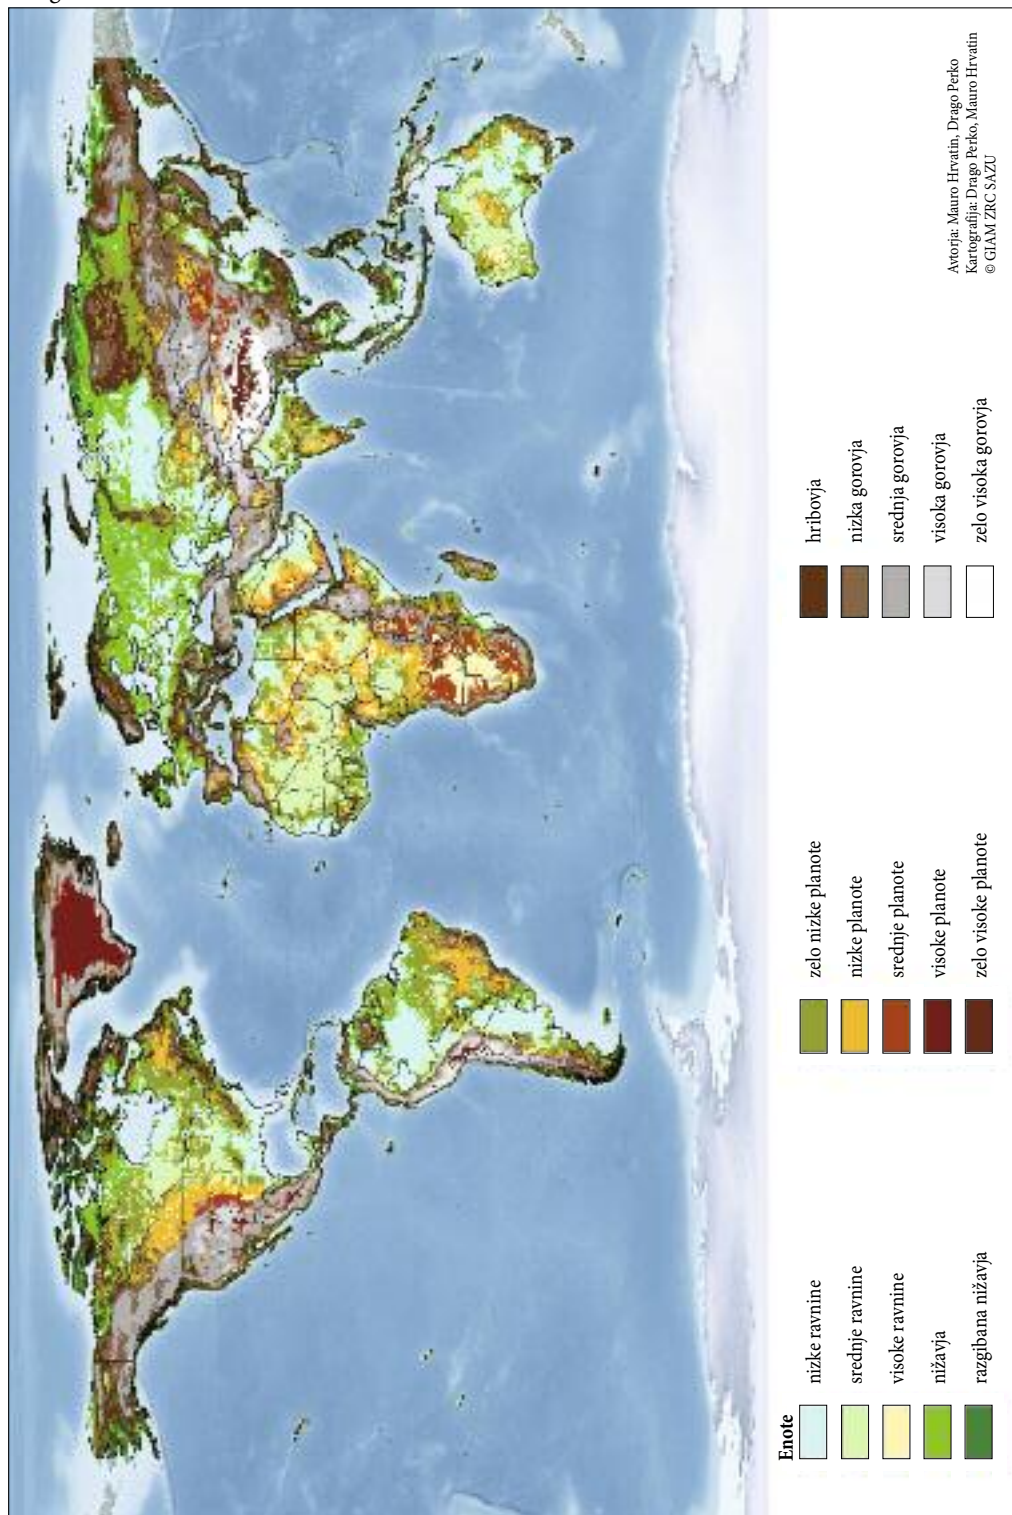 Enote
nizke ravnine
srednje ravnine
visoke ravnine
nižavja
razgibana nižavja
zelo nizke planote
nizke planote
srednje planote
visoke planote
zelo visoke planote
hribovja
nizka gorovja
srednja gorovja
visoka gorovja
zelo visoka gorovja
Avtorja: Mauro Hrvatin, Drago Perko
Kartografija: Drago Perko, Mauro Hrvatin
© GIAM ZRC SAZU